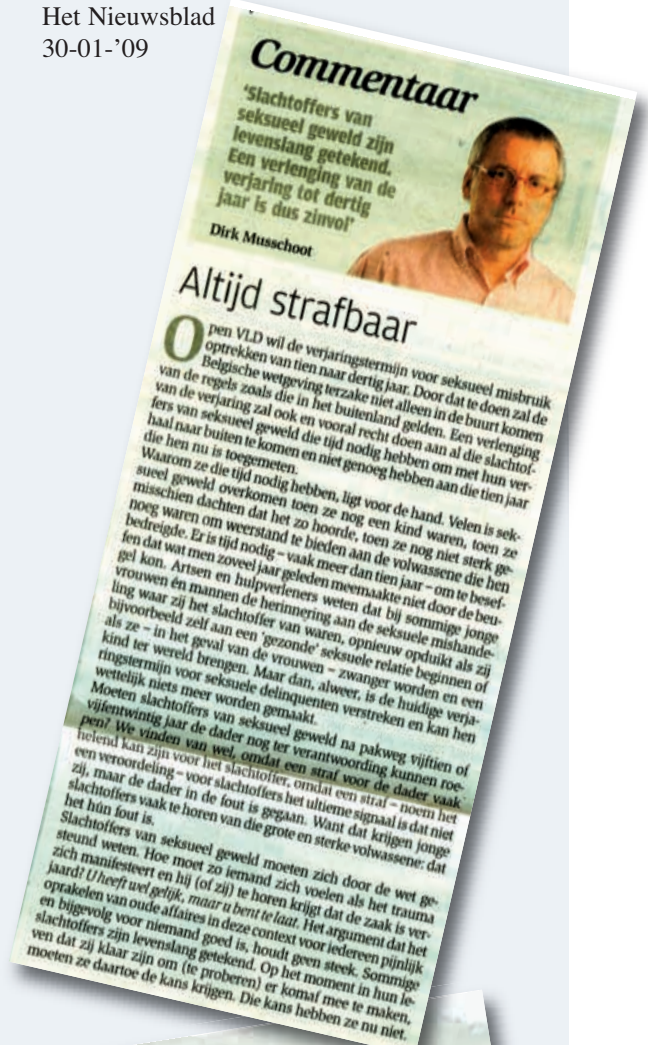 Het Nieuwsblad
30-01-’09
Commentaar
‘Slachtoffers van
seksueel geweld zijn
levenslang getekend.
Een verlenging van de
verjaring tot dertig
jaar is dus zinvol’
Dirk Musschoot
Altijd strafbaar
Open VLD wil de verjaringstermijn voor seksueel misbruik
optrekken van tien naar dertig jaar. Door dat te doen zal de
Belgische wetgeving terzake niet alleen in de buurt komen
van de regels zoals die in het buitenland gelden. Een verlenging
van de verjaring zal ook en vooral recht doen aan al die slachtof-
fers van seksueel geweld die tijd nodig hebben om met hun ver-
haal naar buiten te komen en niet genoeg hebben aan die tien jaar
die hen nu is toegemeten.
Waarom ze die tijd nodig hebben, ligt voor de hand. Velen is sek-
sueel geweld overkomen toen ze nog een kind waren, toen ze
misschien dachten dat het zo hoorde, toen ze nog niet sterk ge-
noeg waren om weerstand te bieden aan de volwassene die hen
bedreigde. Er is tijd nodig – vaak meer dan tien jaar – om te besef-
fen dat wat men zoveel jaar geleden meemaakte niet door de beu-
gel kon. Artsen en hulpverleners weten dat bij sommige jonge
vrouwen én mannen de herinnering aan de seksuele mishande-
ling waar zij het slachtoffer van waren, opnieuw opduikt als zij
bijvoorbeeld zelf aan een ‘gezonde’ seksuele relatie beginnen of
als ze – in het geval van de vrouwen – zwanger worden en een
kind ter wereld brengen. Maar dan, alweer, is de huidige verja-
ringstermijn voor seksuele delinquenten verstreken en kan hen
wettelijk niets meer worden gemaakt.
Moeten slachtoffers van seksueel geweld na pakweg vijftien of
vijfentwintig jaar de dader nog ter verantwoording kunnen roe-
pen? We vinden van wel, omdat een straf voor de dader vaak
helend kan zijn voor het slachtoffer, omdat een straf – noem het
een veroordeling – voor slachtoffers het ultieme signaal is dat niet
zij, maar de dader in de fout is gegaan. Want dat krijgen jonge
slachtoffers vaak te horen van die grote en sterke volwassene: dat
het hún fout is.
Slachtoffers van seksueel geweld moeten zich door de wet ge-
steund weten. Hoe moet zo iemand zich voelen als het trauma
zich manifesteert en hij (of zij) te horen krijgt dat de zaak is ver-
jaard? U heeft wel gelijk, maar u bent te laat. Het argument dat het
oprakelen van oude affaires in deze context voor iedereen pijnlijk
en bijgevolg voor niemand goed is, houdt geen steek. Sommige
slachtoffers zijn levenslang getekend. Op het moment in hun le-
ven dat zij klaar zijn om (te proberen) er komaf mee te maken,
moeten ze daartoe de kans krijgen. Die kans hebben ze nu niet.